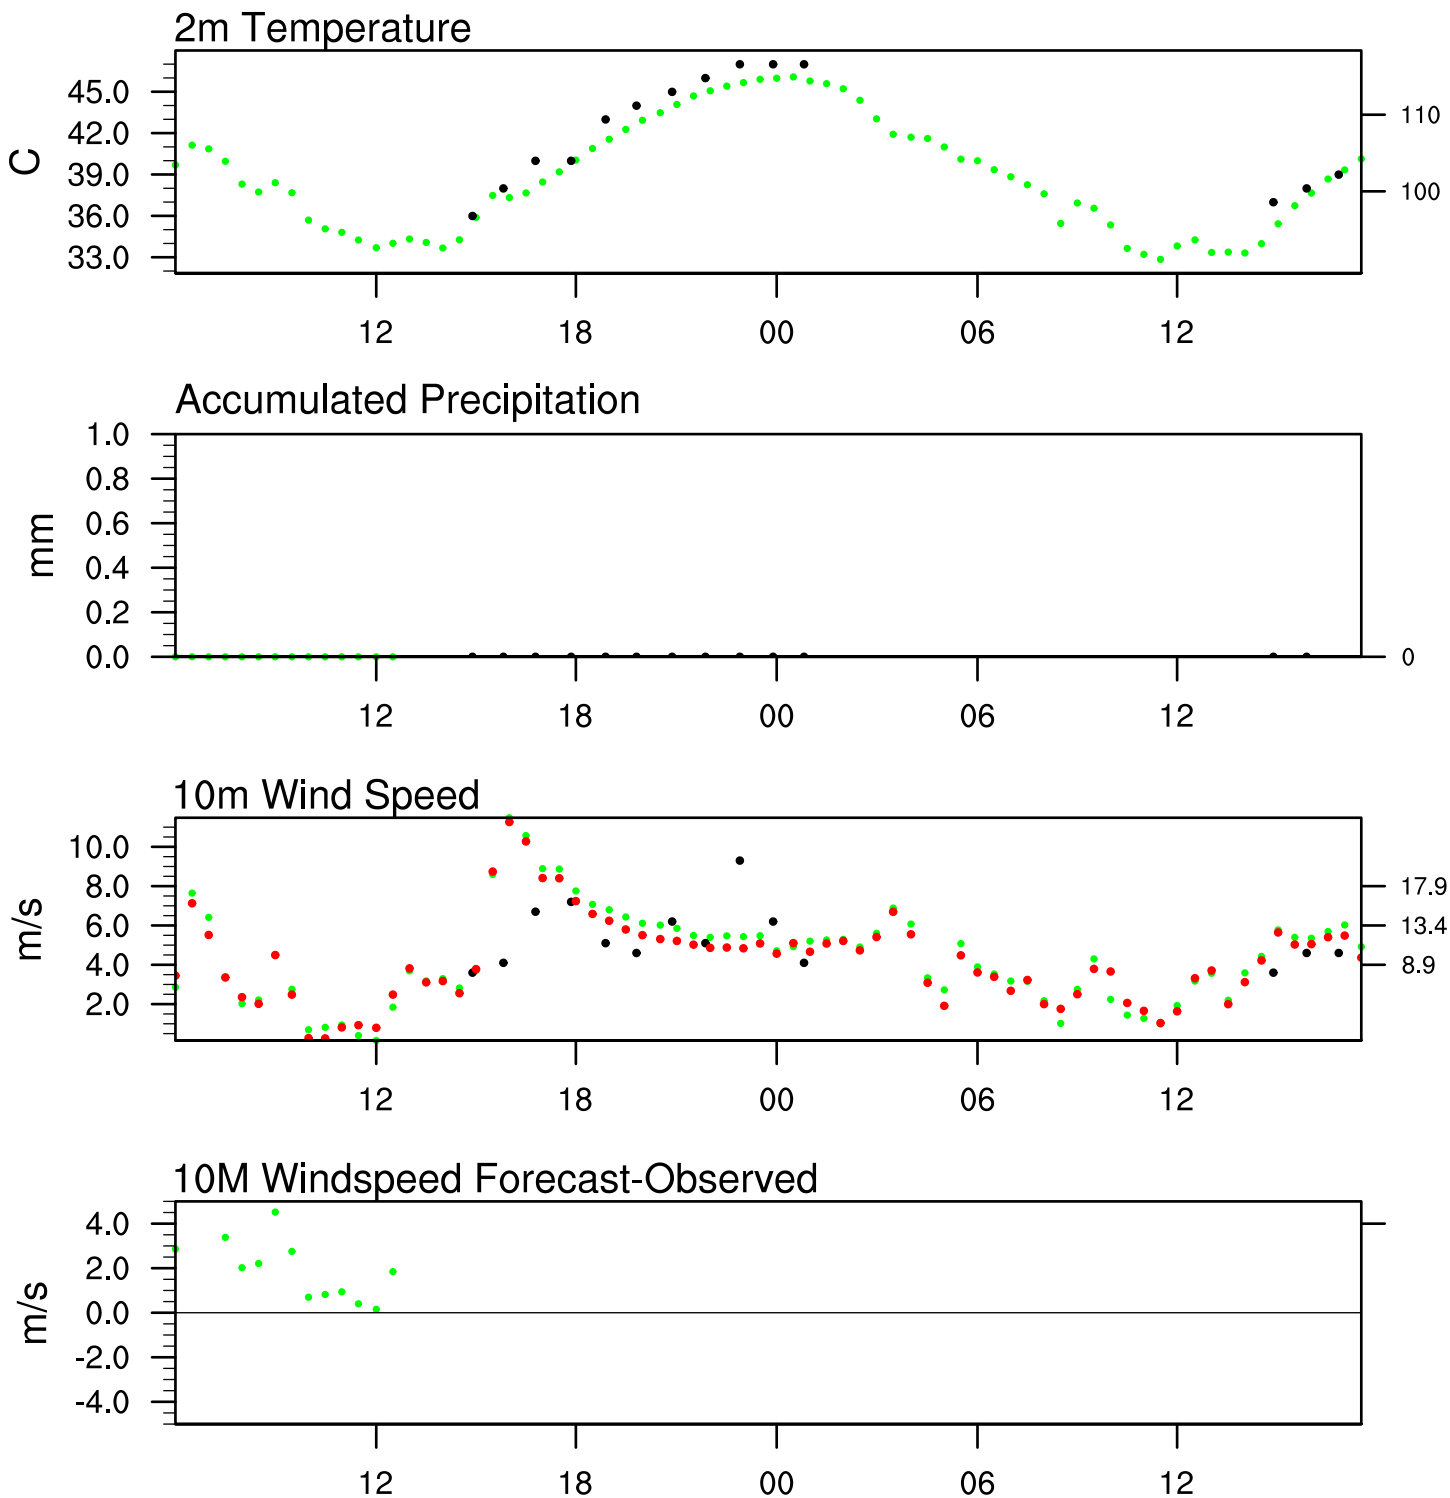 2m Temperature
C
45.0
42.0
39.0
36.0
33.0
110
100
12 18 00 06 12
Accumulated Precipitation
mm
1.0
0.8
0.6
0.4
0.2
0.0
0
12 18 00 06 12
10m Wind Speed
m/s
10.0
8.0
6.0
4.0
2.0
17.9
13.4
8.9
12 18 00 06 12
10M Windspeed Forecast-Observed
m/s
4.0
2.0
0.0
-2.0
-4.0
12 18 00 06 12